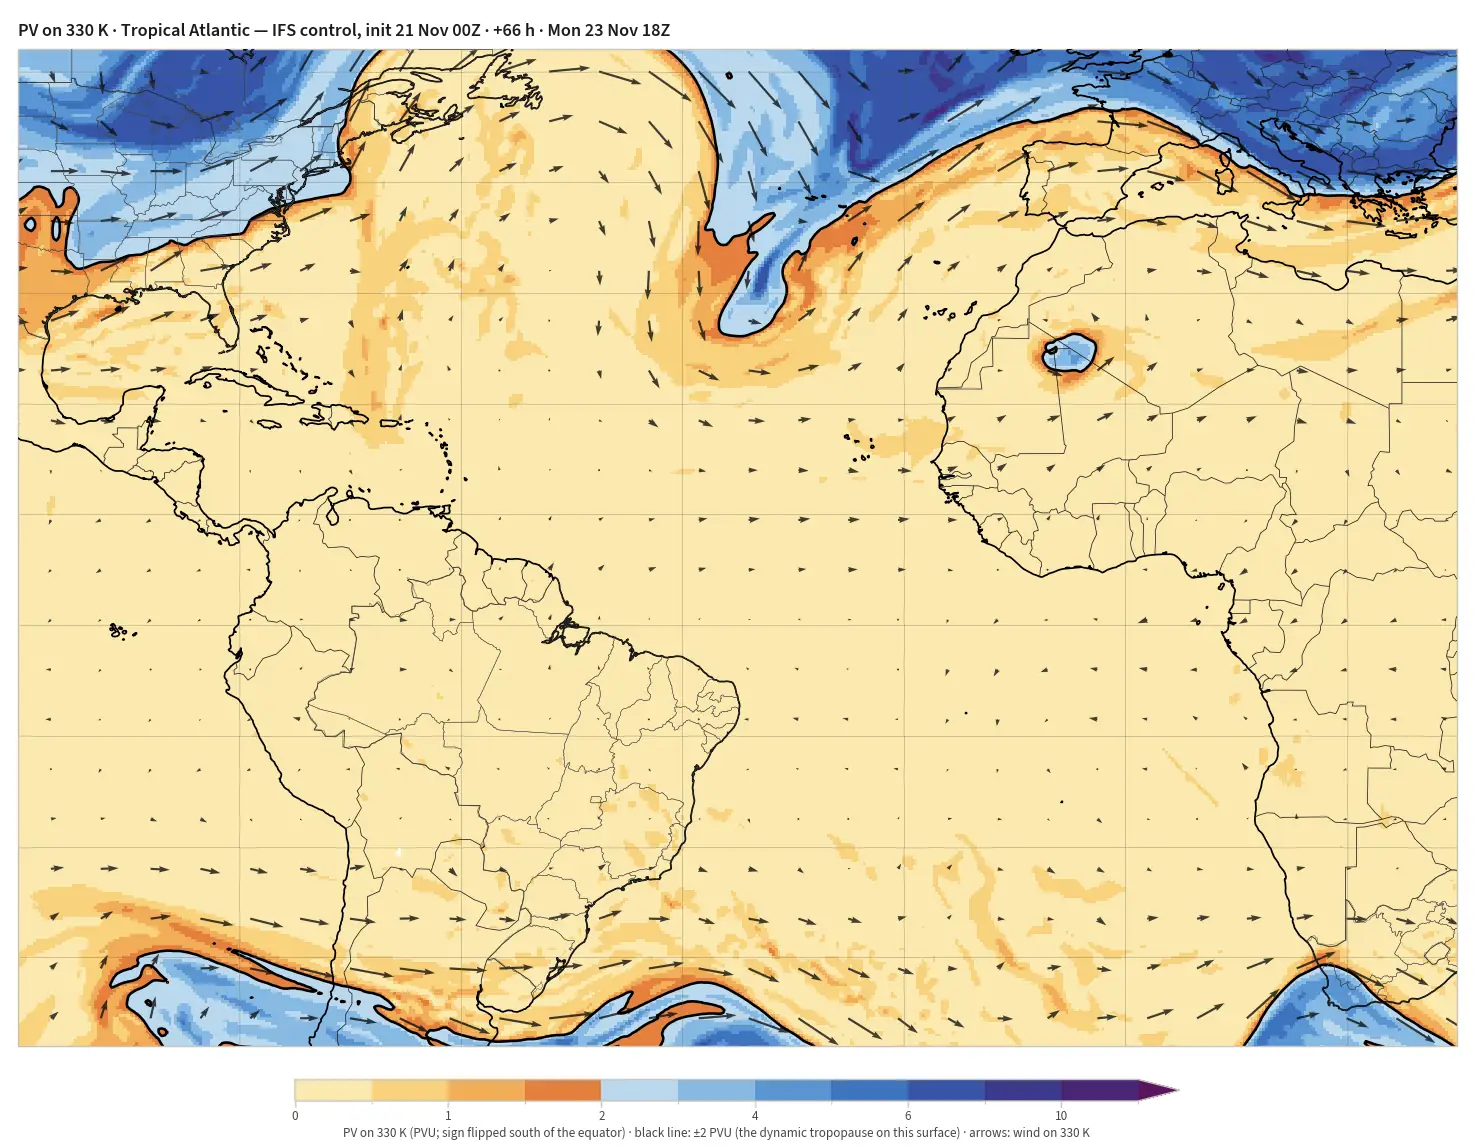 PV on 330 K · Tropical Atlantic — IFS control, init 21 Nov 00Z · +66 h · Mon 23 Nov 18Z
0 1 2 4 6 10
PV on 330 K (PVU; sign flipped south of the equator) · black line: ±2 PVU (the dynamic tropopause on this surface) · arrows: wind on 330 K